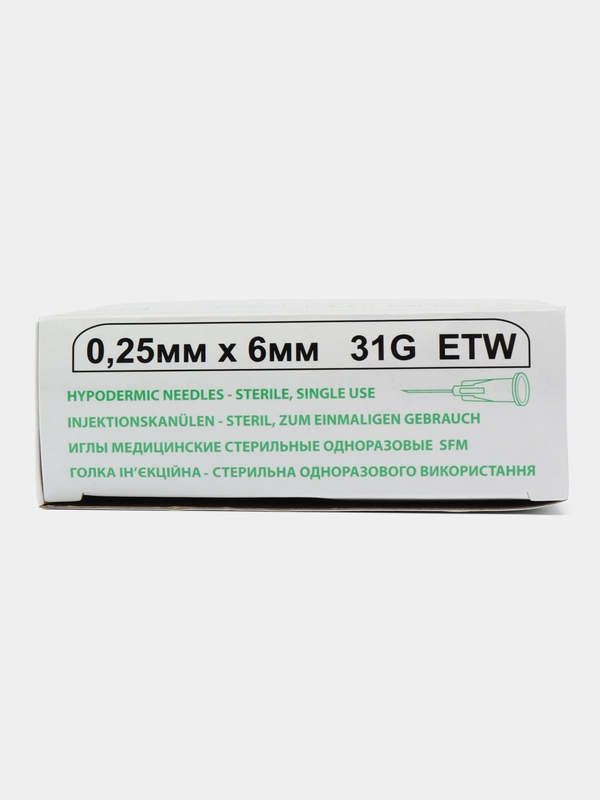 0,25мм x 6мм 31G ETW
HYPODERMIC NEEDLES - STERILE, SINGLE USE
INJEKTIONSKANÜLEN - STERIL, ZUM EINMALIGEN GEBRAUCH
ИГЛЫ МЕДИЦИНСКИЕ СТЕРИЛЬНЫЕ ОДНОРАЗОВЫЕ SFM
ГОЛКА ІН’ЄКЦІЙНА - СТЕРИЛЬНА ОДНОРАЗОВОГО ВИКОРИСТАННЯ